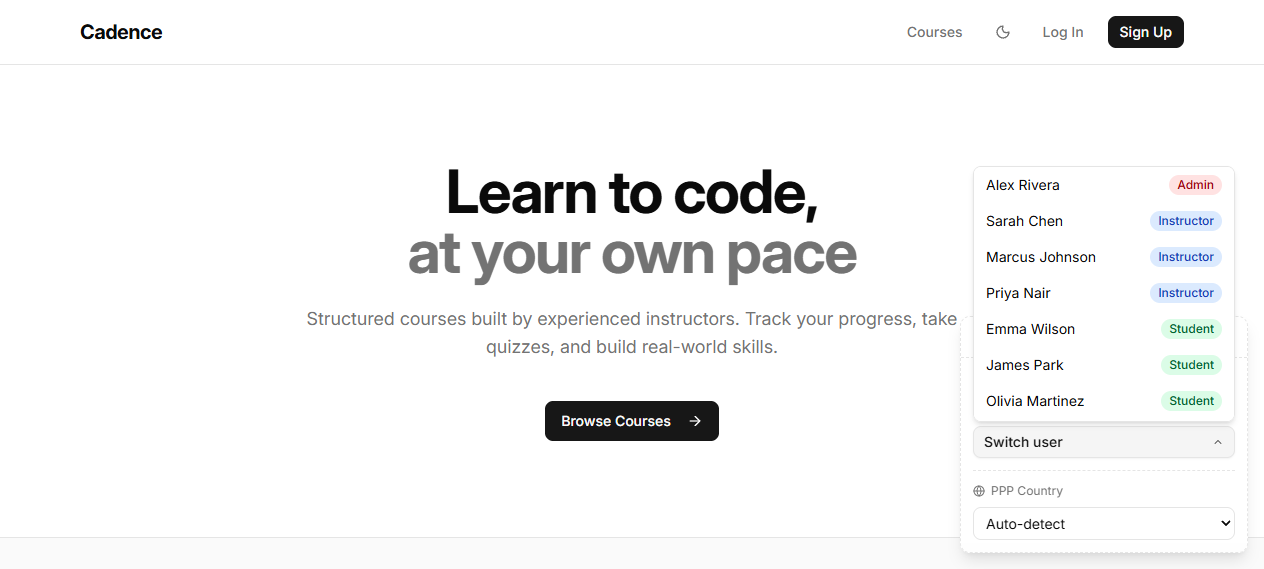 Cadence
Courses
Log In
Sign Up
Learn to code,
at your own pace
Structured courses built by experienced instructors. Track your progress, take
quizzes, and build real-world skills.
Browse Courses
Alex Rivera Admin
Sarah Chen Instructor
Marcus Johnson Instructor
Priya Nair Instructor
Emma Wilson Student
James Park Student
Olivia Martinez Student
Switch user
PPP Country
Auto-detect